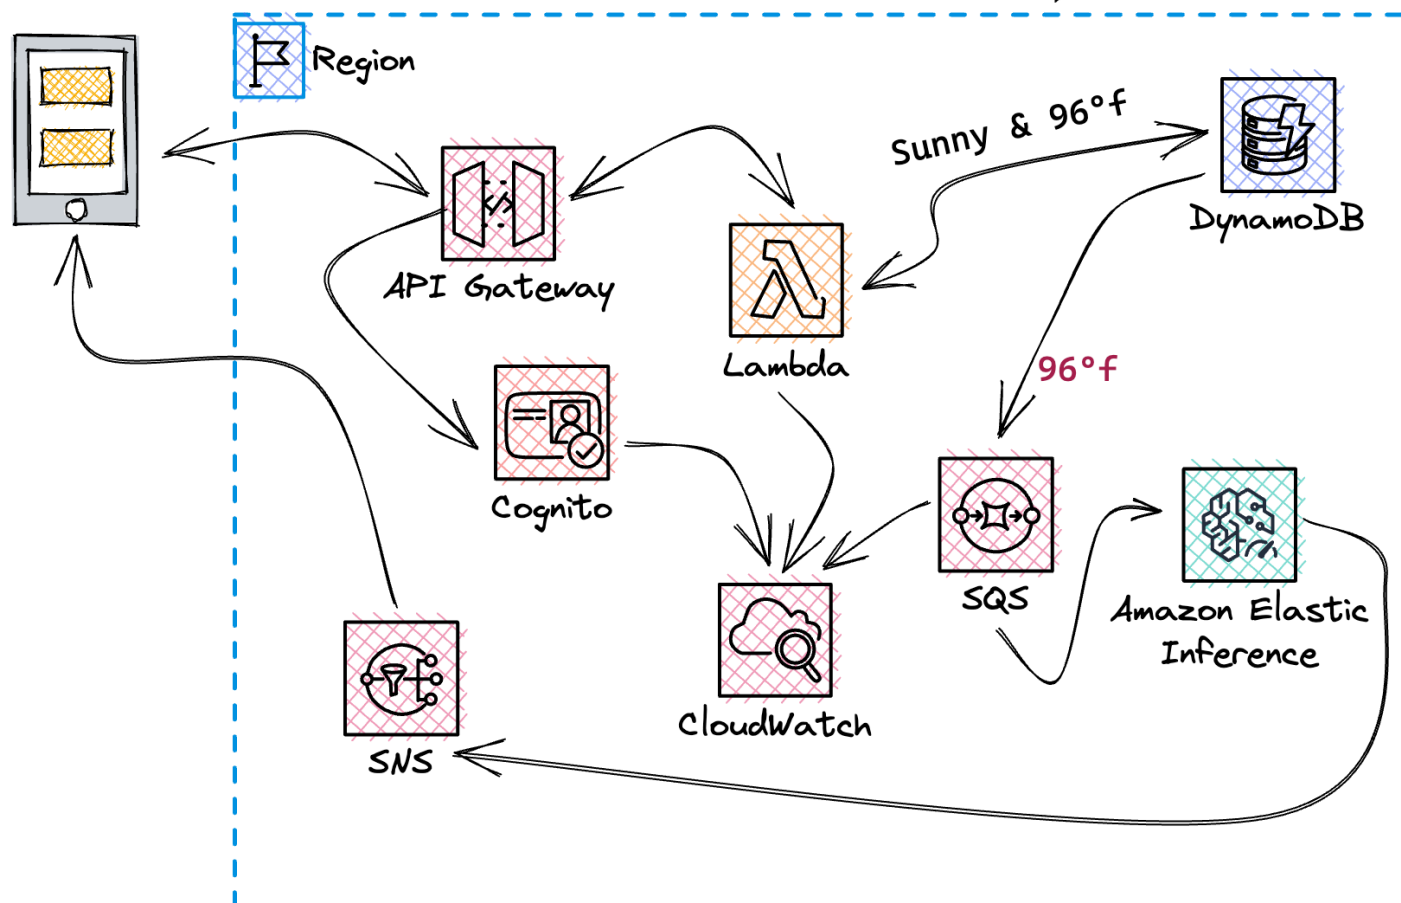 Region
Sunny & 96°f
DynamoDB
API Gateway
Lambda
96°f
Cognito
SQS
Amazon Elastic
Inference
CloudWatch
SNS